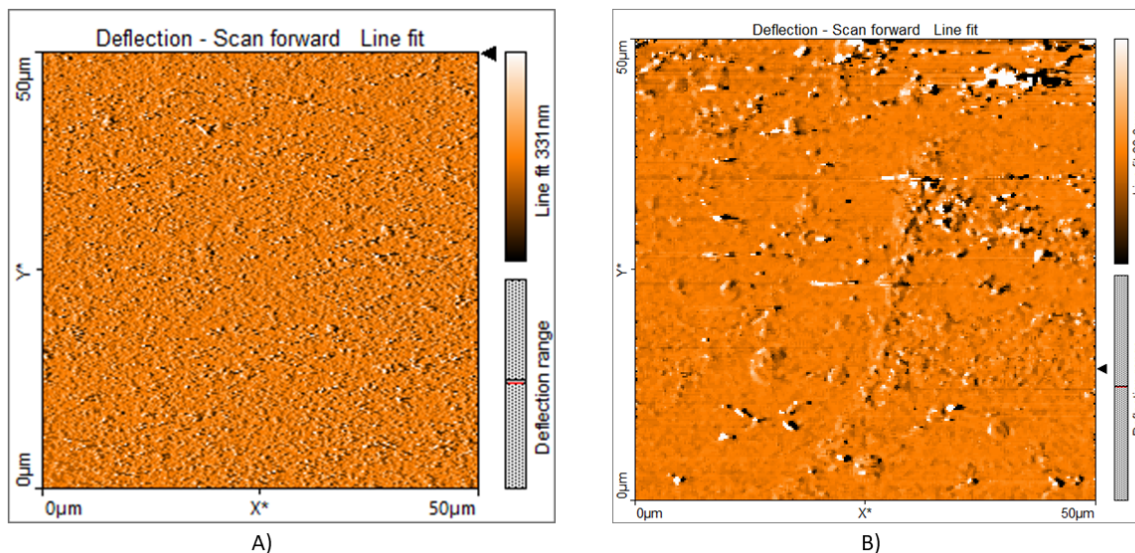 Deflection - Scan forward Line fit
50µm
Y*
0µm
0µm
X*
50µm
Line fit 331nm
Deflection range
A)
Deflection - Scan forward Line fit
50µm
Y*
0µm
0µm
X*
50µm
B)